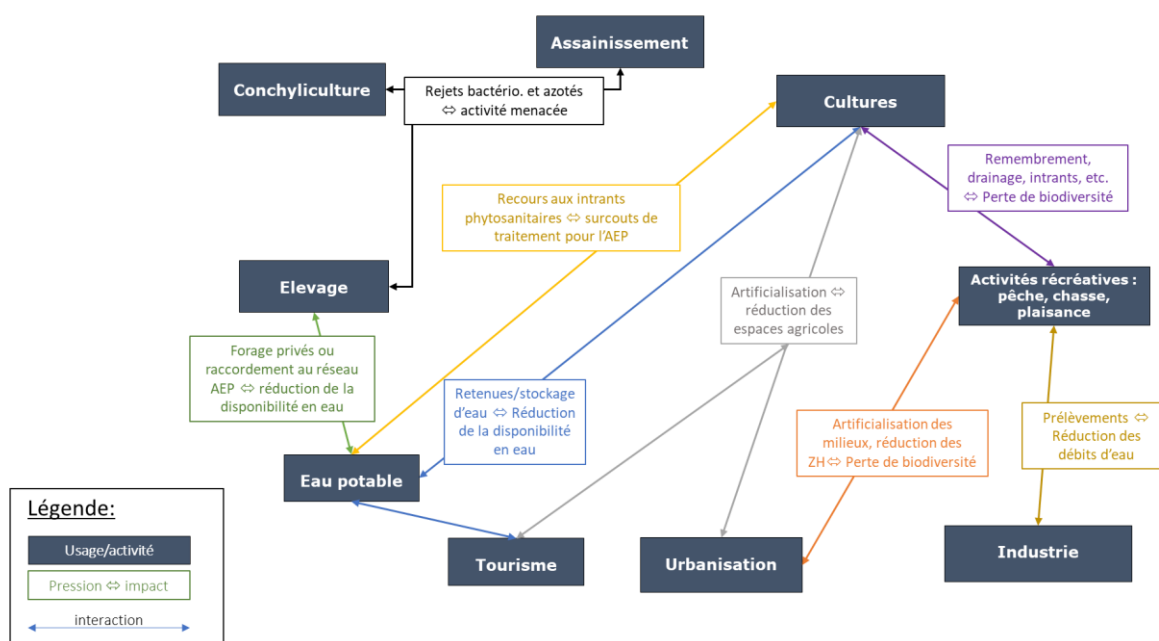 Assainissement
Conchyliculture
Rejets bactério. et azotés
⇔ activité menacée
Cultures
Remembrement,
drainage, intrants, etc.
⇔ Perte de biodiversité
Recours aux intrants
phytosanitaires ⇔ surcouts de
traitement pour l'AEP
Elevage
Activités récréatives :
pêche, chasse,
plaisance
Artificialisation ⇔
réduction des
espaces agricoles
Forage privés ou
raccordement au réseau
AEP ⇔ réduction de la
disponibilité en eau
Retenues/stockage
d'eau ⇔ Réduction
de la disponibilité
en eau
Artificialisation des
milieux, réduction des
ZH⇔ Perte de biodiversité
Prélèvements ⇔
Réduction des
débits d'eau
Eau potable
Tourisme
Urbanisation
Industrie
Légende:
Usage/activité
Pression ⇔ impact
interaction